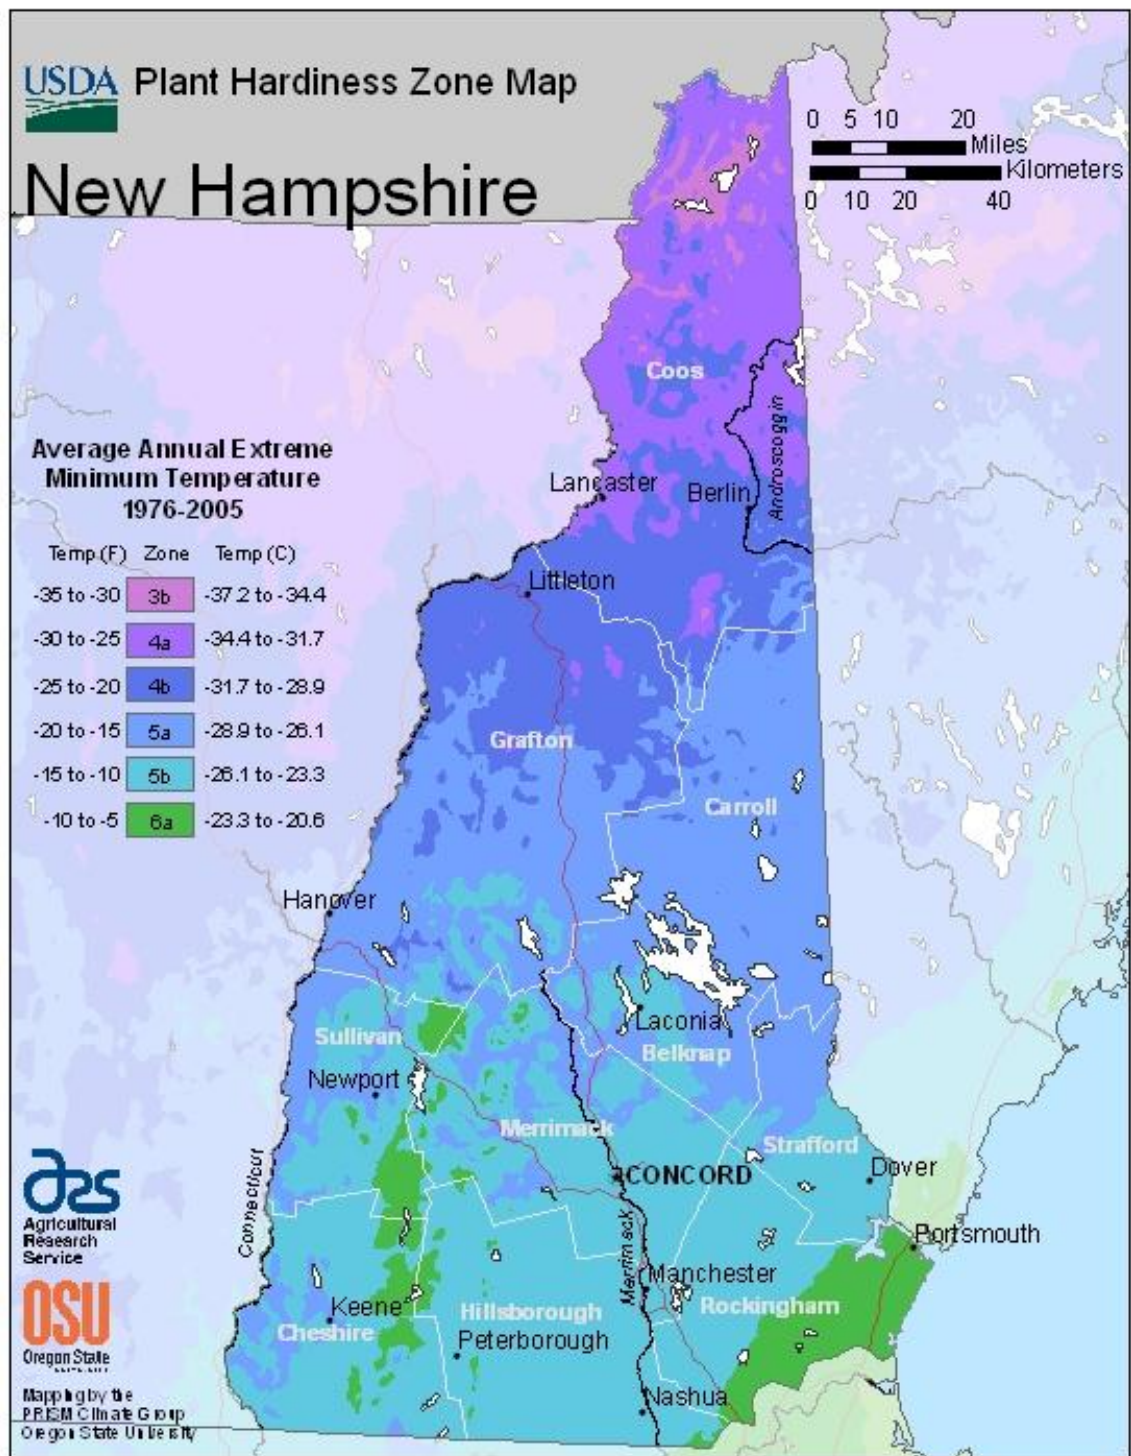 USDA Plant Hardiness Zone Map
New Hampshire
0 5 10 20
Miles
Kilometers
0 10 20 40
Coos
Androscoggin
Average Annual Extreme
Minimum Temperature
1976-2005
Temp (F) Zone Temp (C)
-35 to -30 3b -37.2 to -34.4
-30 to -25 4a -34.4 to -31.7
-25 to -20 4b -31.7 to -28.9
-20 to -15 5a -28.9 to -26.1
-15 to -10 5b -26.1 to -23.3
-10 to -5 6a -23.3 to -20.6
Lancaster
Berlin
Littleton
Grafton
Carroll
Hanover
Laconia
Sullivan
Belknap
Newport
Merrimack
Strafford
Dover
CONCORD
Connecticut
Merrimack
Portsmouth
Manchester
Keene
Hillsborough
Rockingham
Cheshire
Peterborough
Nashua
ars
Agricultural
Research
Service
OSU
Oregon State
Mapping by the
PRISM Climate Group
Oregon State University